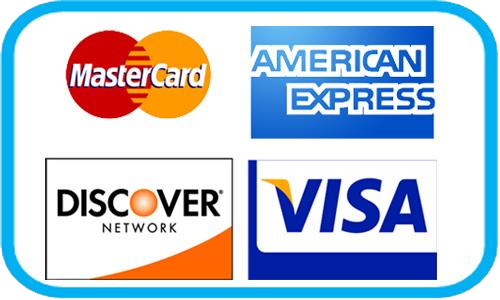 MasterCard
AMERICAN
EXPRESS
DISCOVER®
NETWORK
VISA